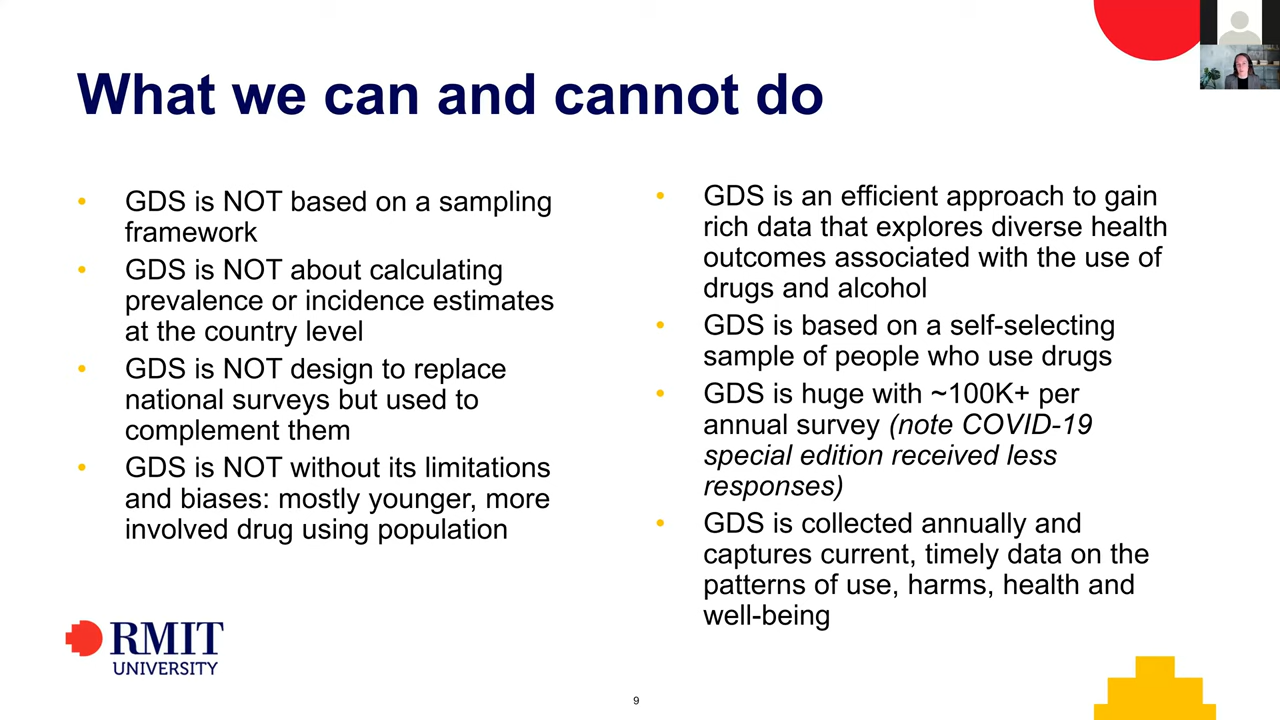 What we can and cannot do
• GDS is NOT based on a sampling
framework
• GDS is NOT about calculating
prevalence or incidence estimates
at the country level
• GDS is NOT design to replace
national surveys but used to
complement them
• GDS is NOT without its limitations
and biases: mostly younger, more
involved drug using population
• GDS is an efficient approach to gain
rich data that explores diverse health
outcomes associated with the use of
drugs and alcohol
• GDS is based on a self-selecting
sample of people who use drugs
• GDS is huge with ~100K+ per
annual survey (note COVID-19
special edition received less
responses)
• GDS is collected annually and
captures current, timely data on the
patterns of use, harms, health and
well-being
RMIT
UNIVERSITY
9